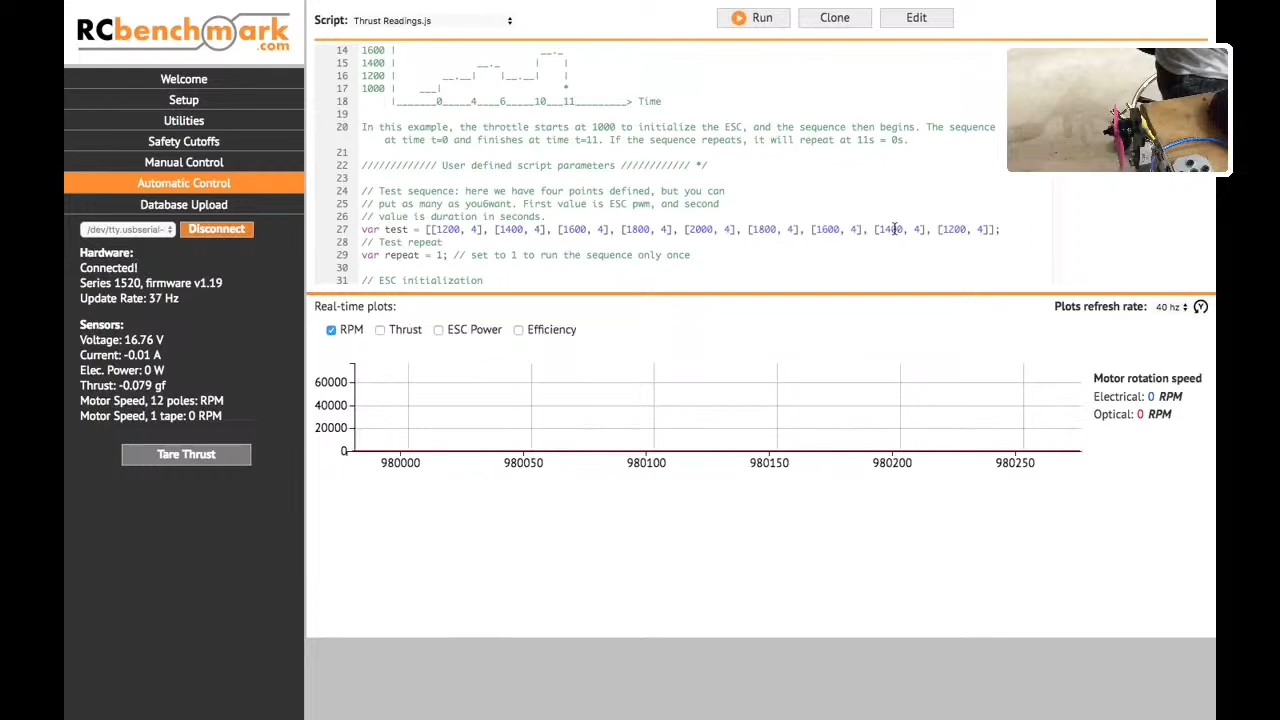 RCbenchmark
.com
Script: Thrust Readings.js
Run
Clone
Edit
Welcome
Setup
Utilities
Safety Cutoffs
Manual Control
Automatic Control
Database Upload
/dev/tty.usbserial-
Disconnect
Hardware:
Connected!
Series 1520, firmware v1.19
Update Rate: 37 Hz
Sensors:
Voltage: 16.76 V
Current: -0.01 A
Elec. Power: 0 W
Thrust: -0.079 gf
Motor Speed, 12 poles: RPM
Motor Speed, 1 tape: 0 RPM
Tare Thrust
14 1600 | __._
15 1400 | __._ | |
16 1200 | __.__| |__.__| |
17 1000 | ___| *
18 |_______0_____4____6_____10___11_________> Time
19
20 In this example, the throttle starts at 1000 to initialize the ESC, and the sequence then begins. The sequence
at time t=0 and finishes at time t=11. If the sequence repeats, it will repeat at 11s = 0s.
21
22 ///////////// User defined script parameters //////////// */
23
24 // Test sequence: here we have four points defined, but you can
25 // put as many as you6want. First value is ESC pwm, and second
26 // value is duration in seconds.
27 var test = [[1200, 4], [1400, 4], [1600, 4], [1800, 4], [2000, 4], [1800, 4], [1600, 4], [1400, 4], [1200, 4]];
28 // Test repeat
29 var repeat = 1; // set to 1 to run the sequence only once
30
31 // ESC initialization
Real-time plots:
Plots refresh rate: 40 hz
RPM Thrust ESC Power Efficiency
60000
40000
20000
0
980000 980050 980100 980150 980200 980250
Motor rotation speed
Electrical: 0 RPM
Optical: 0 RPM